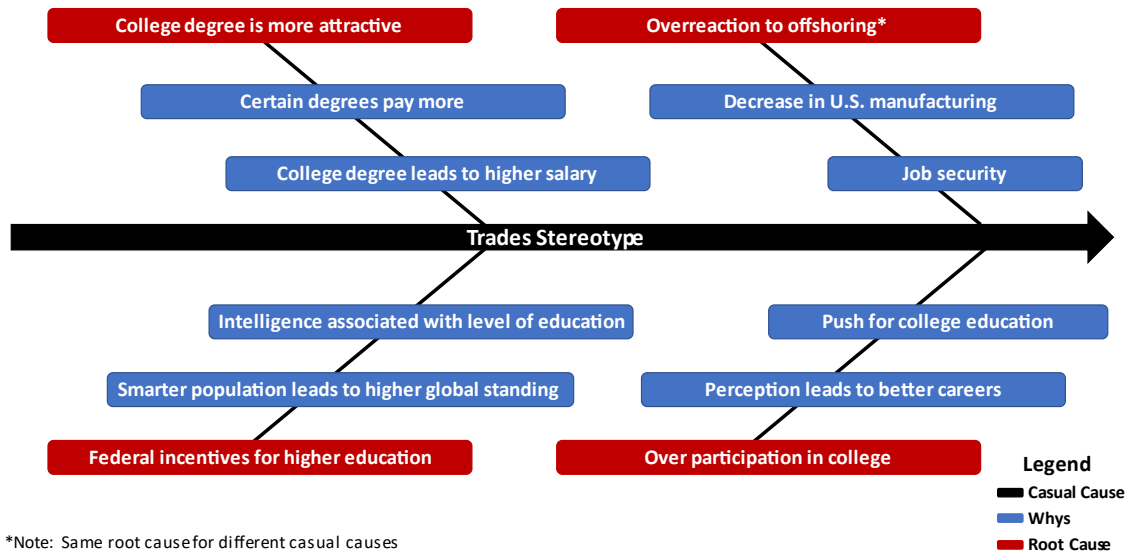 College degree is more attractive
Overreaction to offshoring*
Certain degrees pay more
Decrease in U.S. manufacturing
College degree leads to higher salary
Job security
Trades Stereotype
Intelligence associated with level of education
Push for college education
Smarter population leads to higher global standing
Perception leads to better careers
Federal incentives for higher education
Over participation in college
Legend
Casual Cause
Whys
Root Cause
*Note: Same root cause for different casual causes